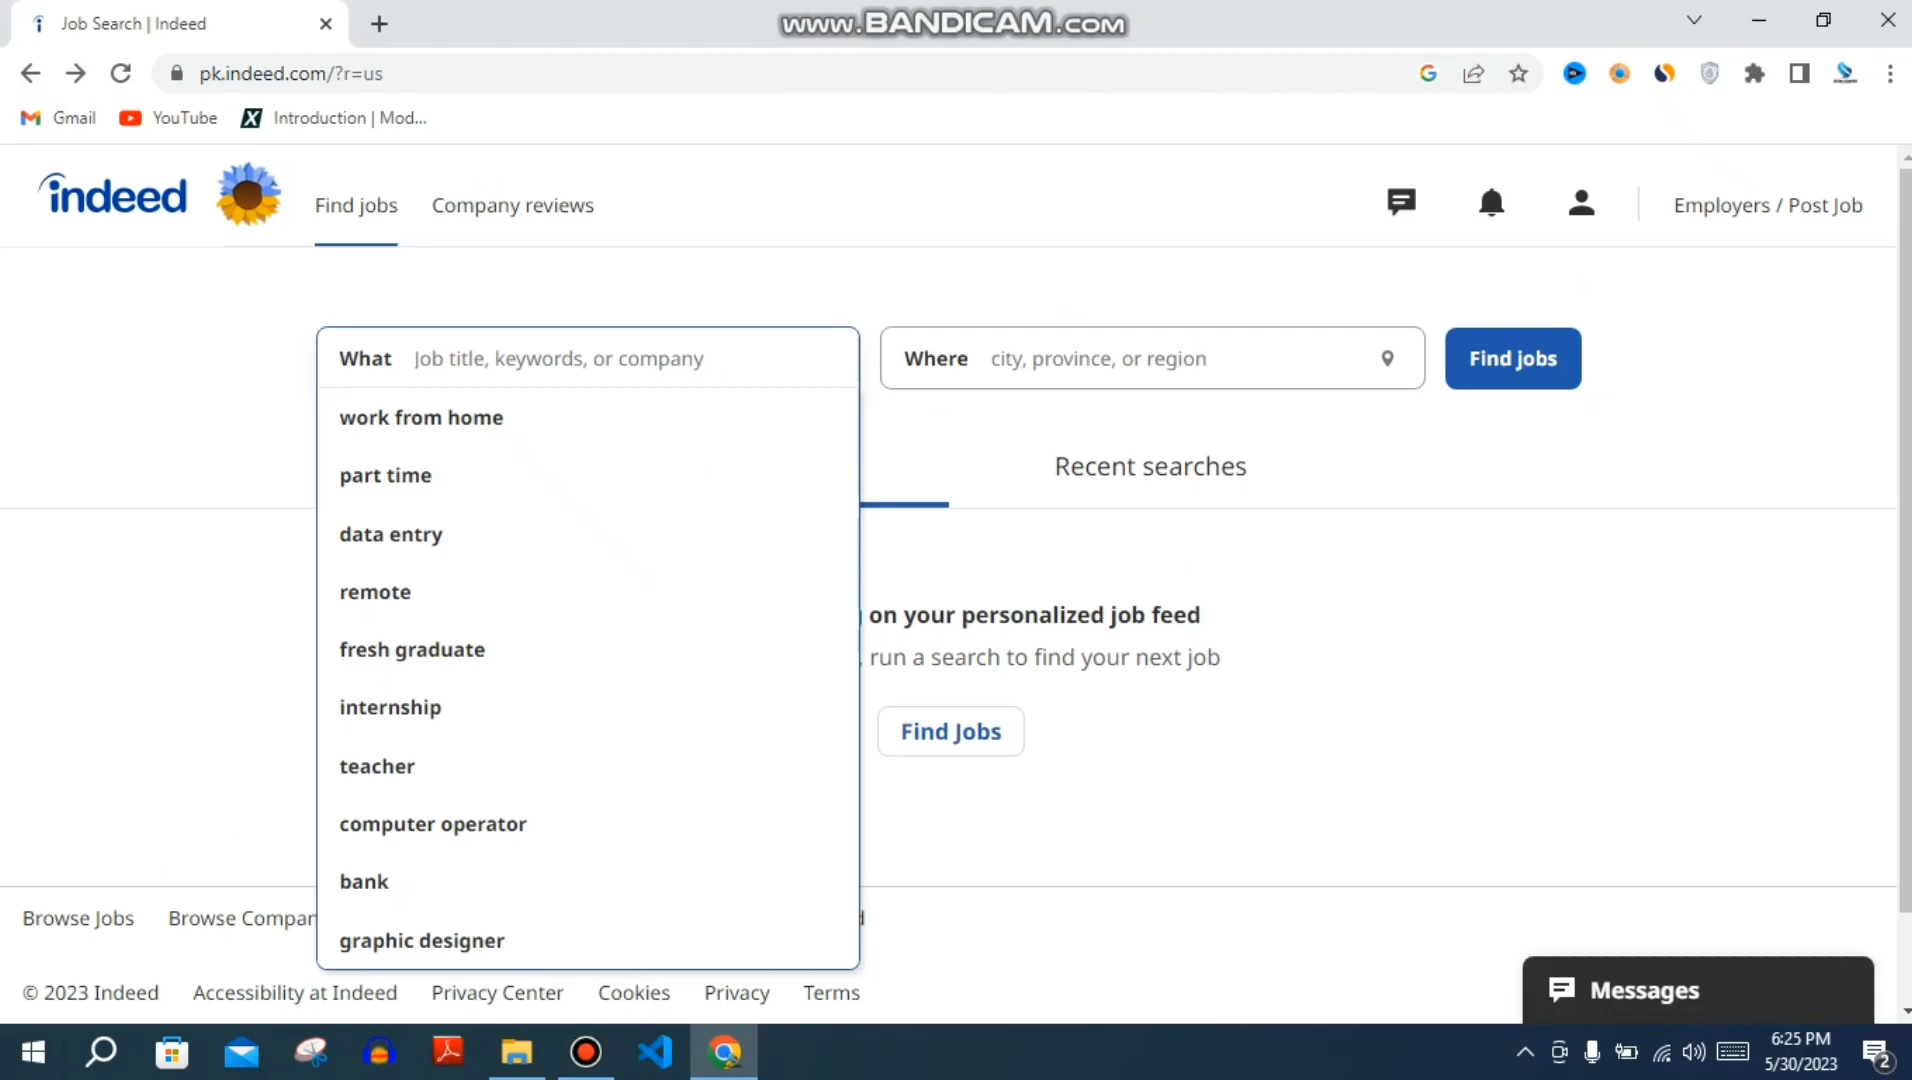 Job Search | Indeed
www.BANDICAM.com
pk.indeed.com/?r=us
Gmail
YouTube
Introduction | Mod...
indeed
Find jobs
Company reviews
Employers / Post Job
What
Job title, keywords, or company
Where
city, province, or region
Find jobs
work from home
part time
data entry
remote
fresh graduate
internship
teacher
computer operator
bank
graphic designer
Recent searches
on your personalized job feed
, run a search to find your next job
Find Jobs
Browse Jobs
Browse Compan
© 2023 Indeed
Accessibility at Indeed
Privacy Center
Cookies
Privacy
Terms
Messages
6:25 PM
5/30/2023
2